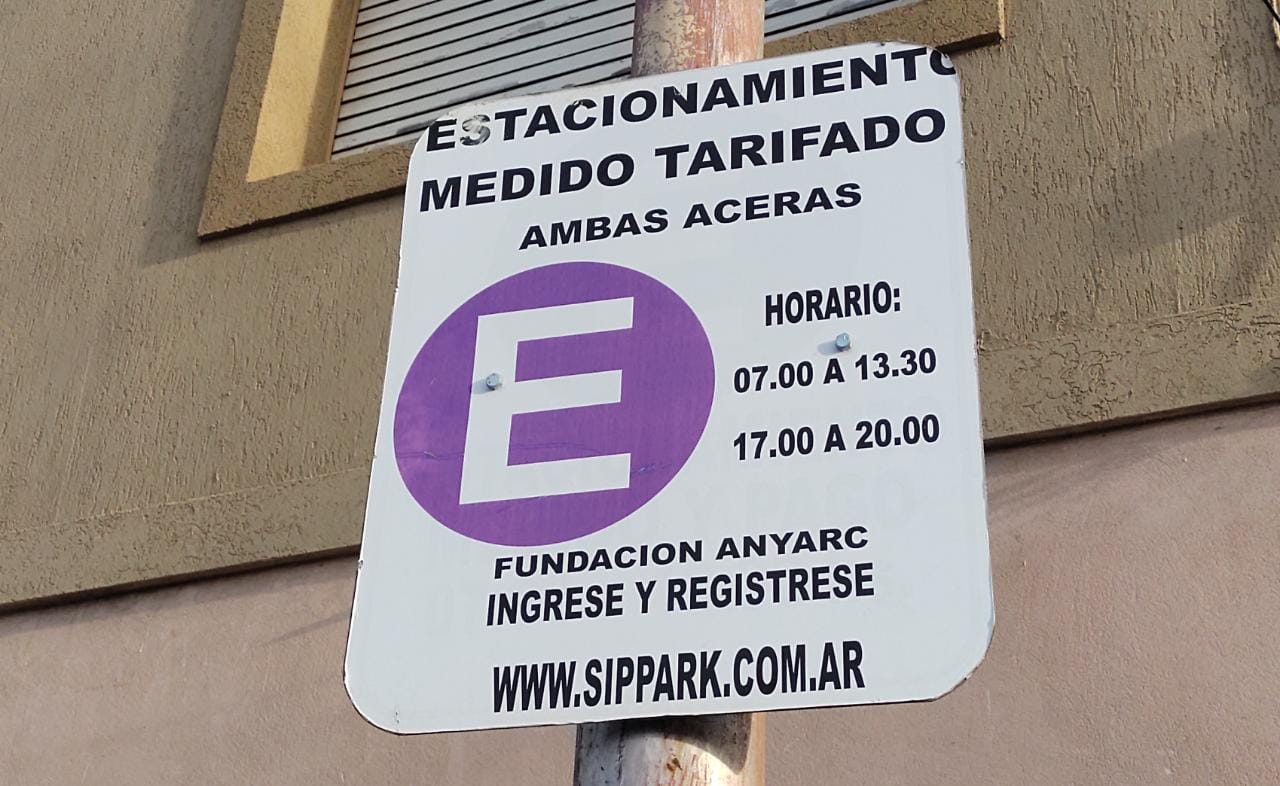 ESTACIONAMIENTO
MEDIDO TARIFADO
AMBAS ACERAS
E
HORARIO:
07.00 A 13.30
17.00 A 20.00
FUNDACION ANYARC
INGRESE Y REGISTRESE
WWW.SIPPARK.COM.AR